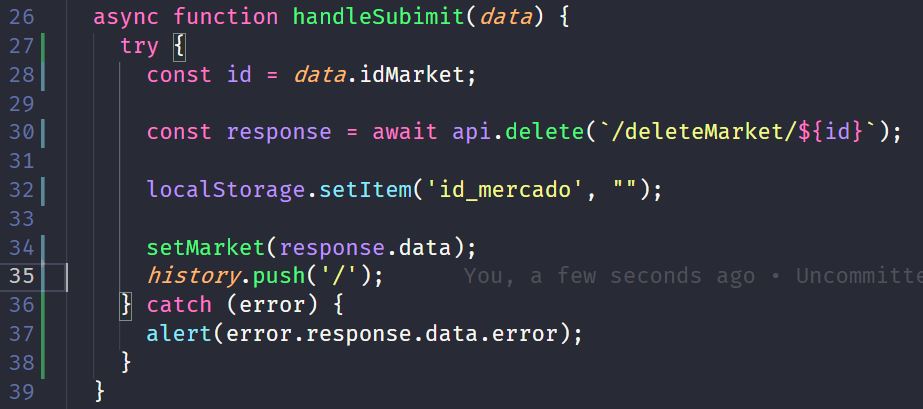 26 async function handleSubimit(data) {
27 try {
28 const id = data.idMarket;
29
30 const response = await api.delete(`/deleteMarket/${id}`);
31
32 localStorage.setItem('id_mercado', "");
33
34 setMarket(response.data);
35 history.push('/'); You, a few seconds ago • Uncommitte
36 } catch (error) {
37 alert(error.response.data.error);
38 }
39 }